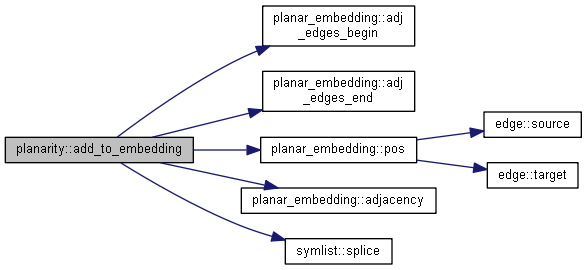 planar_embedding::adj
_edges_begin
planar_embedding::adj
_edges_end
edge::source
planarity::add_to_embedding
planar_embedding::pos
edge::target
planar_embedding::adjacency
symlist::splice